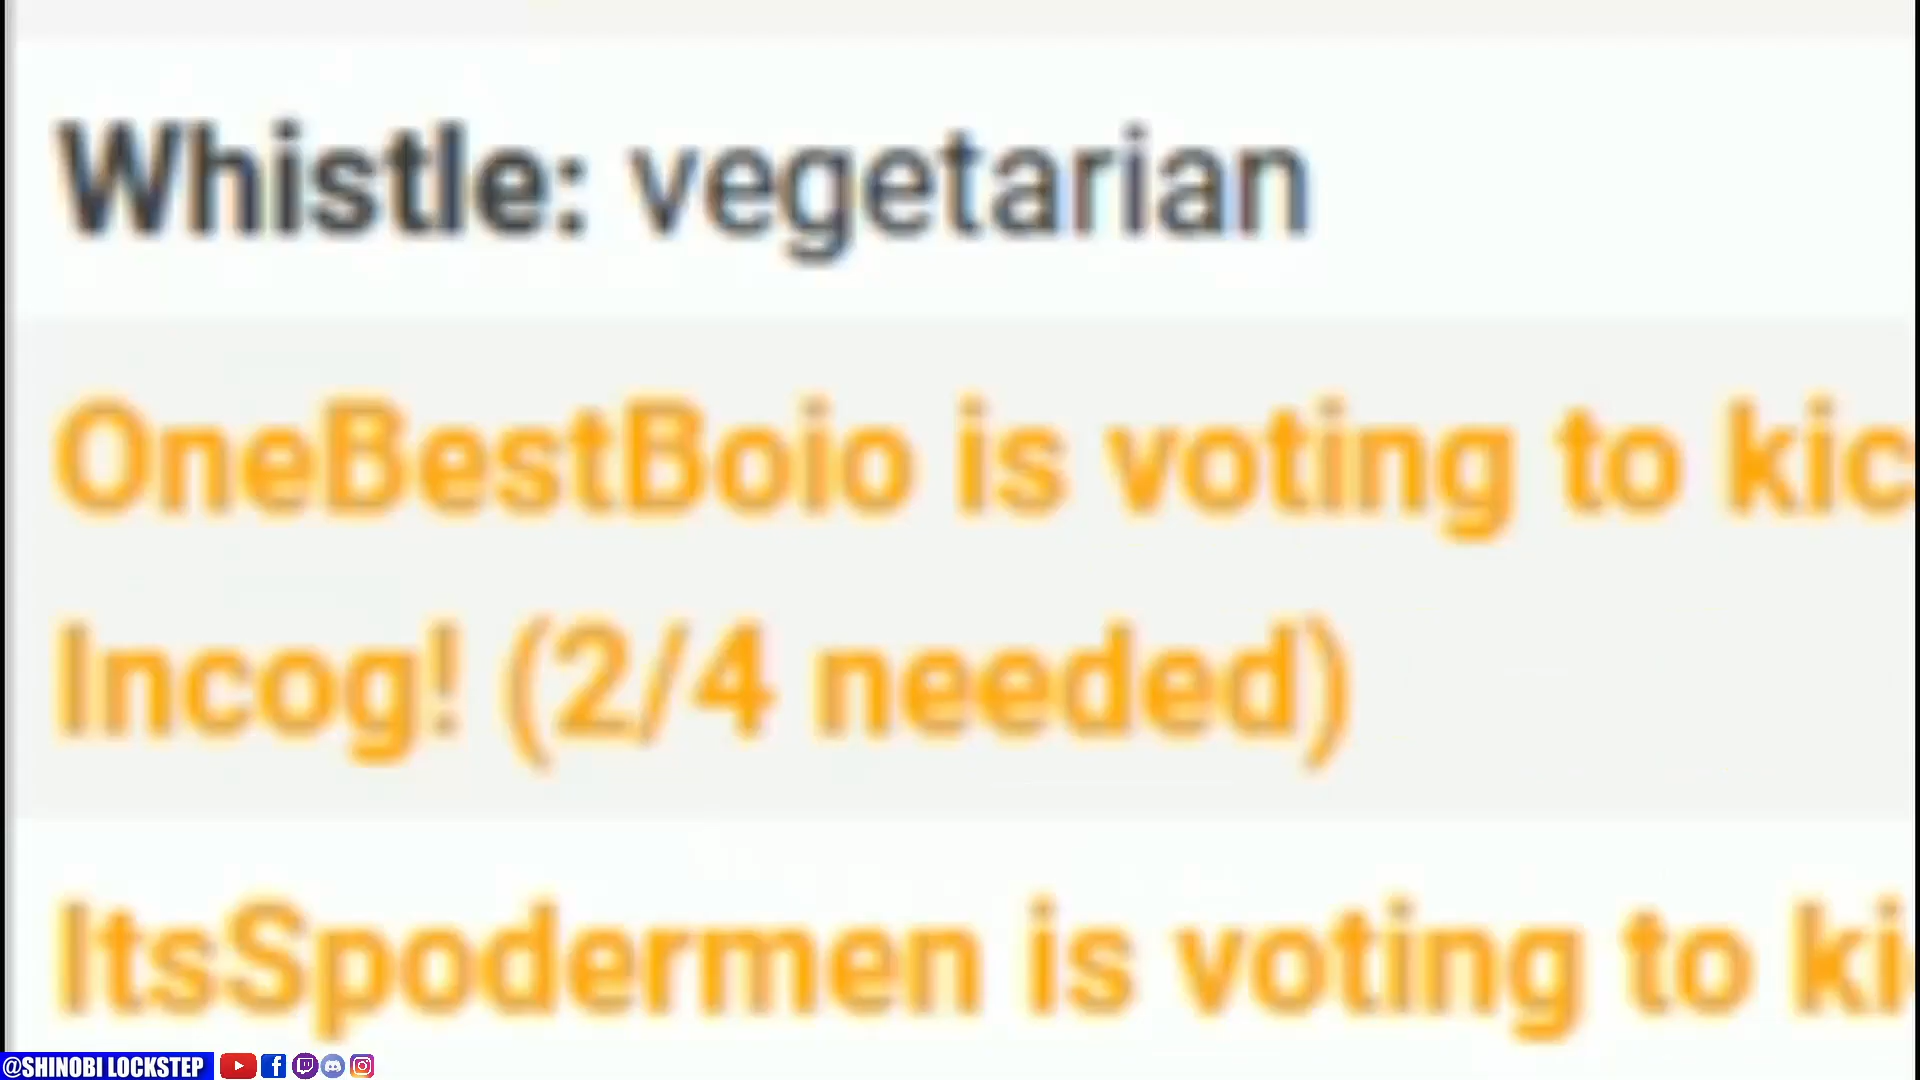 Whistle: vegetarian
OneBestBoio is voting to kic
Incog! (2/4 needed)
ItsSpodermen is voting to ki
@SHINOBI LOCKSTEP